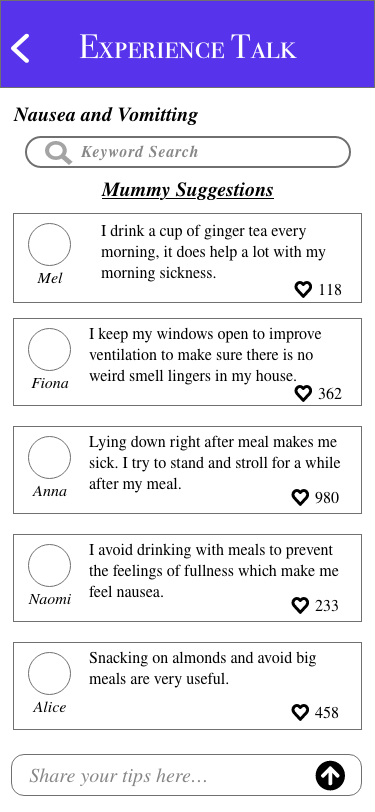 EXPERIENCE TALK
Nausea and Vomitting
Keyword Search
Mummy Suggestions
I drink a cup of ginger tea every
morning, it does help a lot with my
morning sickness.
Mel
118
I keep my windows open to improve
ventilation to make sure there is no
weird smell lingers in my house.
Fiona
362
Lying down right after meal makes me
sick. I try to stand and stroll for a while
after my meal.
Anna
980
I avoid drinking with meals to prevent
the feelings of fullness which make me
feel nausea.
Naomi
233
Snacking on almonds and avoid big
meals are very useful.
Alice
458
Share your tips here…